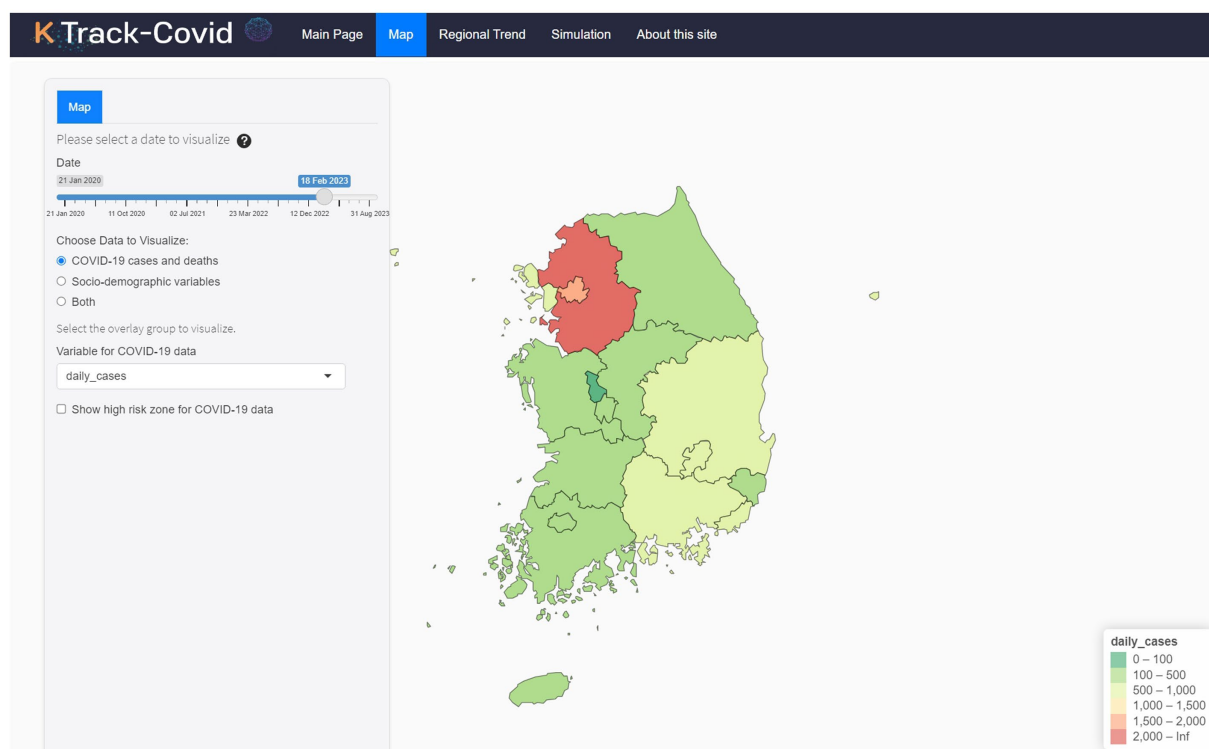 K Track-Covid Main Page Map Regional Trend Simulation About this site
Map
Please select a date to visualize ?
Date
21 Jan 2020 18 Feb 2023
21 Jan 2020 11 Oct 2020 02 Jul 2021 23 Mar 2022 12 Dec 2022 31 Aug 2023
Choose Data to Visualize:
COVID-19 cases and deaths
Socio-demographic variables
Both
Select the overlay group to visualize.
Variable for COVID-19 data
daily_cases
Show high risk zone for COVID-19 data
daily_cases
0 – 100
100 – 500
500 – 1,000
1,000 – 1,500
1,500 – 2,000
2,000 – Inf